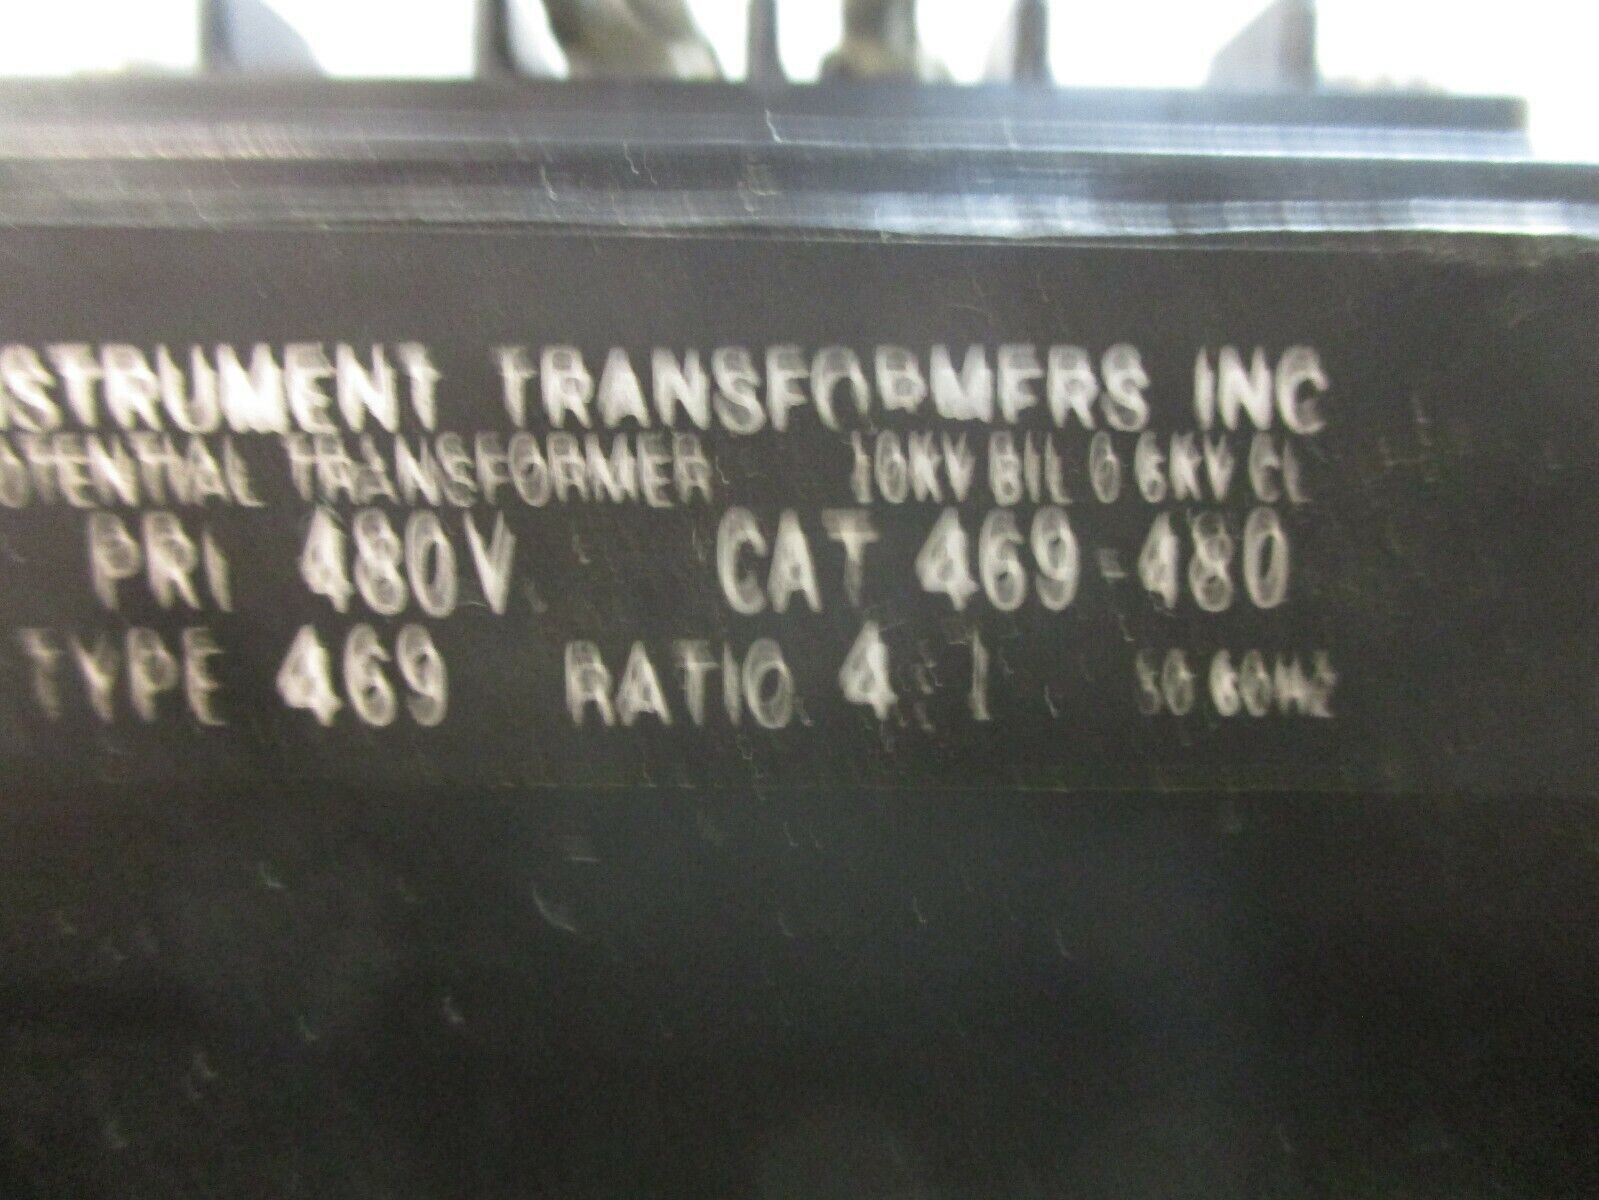 NSTRUMENT TRANSFORMERS INC
OTENTIAL TRANSFORMER 10KV BIL 0.6KV CL
PRI 480V CAT 469-480
TYPE 469 RATIO 4:1 50-60HZ